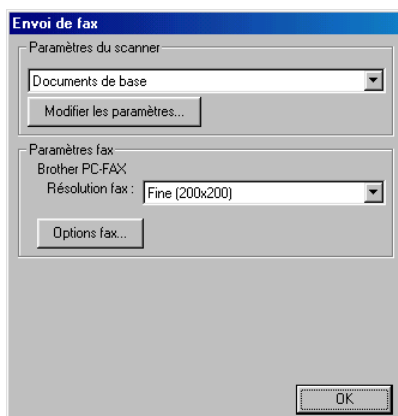 Envoi de fax
Paramètres du scanner
Documents de base
Modifier les paramètres...
Paramètres fax
Brother PC-FAX
Résolution fax : Fine (200x200)
Options fax...
OK